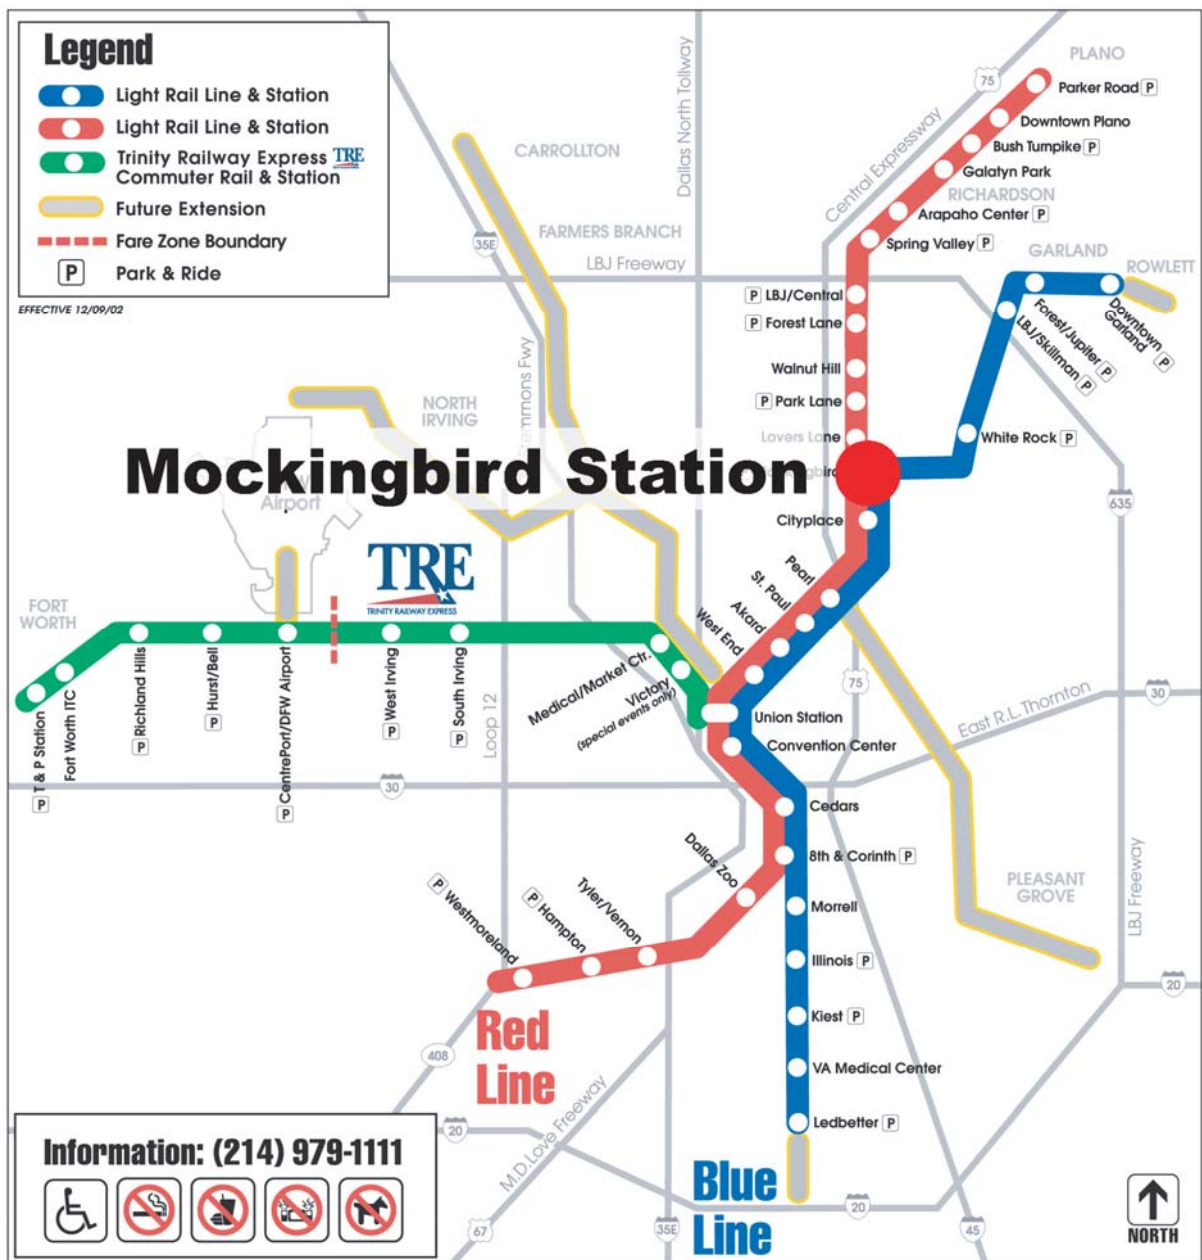 Legend
Light Rail Line & Station
Light Rail Line & Station
Trinity Railway Express TRE
Commuter Rail & Station
Future Extension
Fare Zone Boundary
P Park & Ride
EFFECTIVE 12/09/02
PLANO
75
Parker Road P
Downtown Plano
Bush Turnpike P
Galatyn Park
RICHARDSON
Arapaho Center P
Spring Valley P
Central Expressway
Dallas North Tollway
CARROLLTON
FARMERS BRANCH
35E
LBJ Freeway
GARLAND
ROWLETT
P LBJ/Central
P Forest Lane
Walnut Hill
P Park Lane
Lovers Lane
Downtown
Garland P
Forest/Jupiter P
LBJ/Skillman P
White Rock P
NORTH
IRVING
Mockingbird Station
Airport
Cityplace
635
Pearl
St. Paul
Akard
West End
TRE
TRINITY RAILWAY EXPRESS
FORT
WORTH
P T & P Station
Fort Worth ITC
P Richland Hills
P Hurst/Bell
P CentrePort/DFW Airport
P West Irving
P South Irving
Loop 12
Medical/Market Ctr.
Victory
(special events only)
Union Station
Convention Center
75
East R.L. Thornton
30
30
Cedars
8th & Corinth P
Dallas Zoo
Tyler/Vernon
P Hampton
P Westmoreland
Morrell
Illinois P
Kiest P
VA Medical Center
Ledbetter P
PLEASANT
GROVE
LBJ Freeway
20
Red
Line
408
M.D.Love Freeway
20
Blue
Line
67
35E
20
45
Information: (214) 979-1111
NORTH